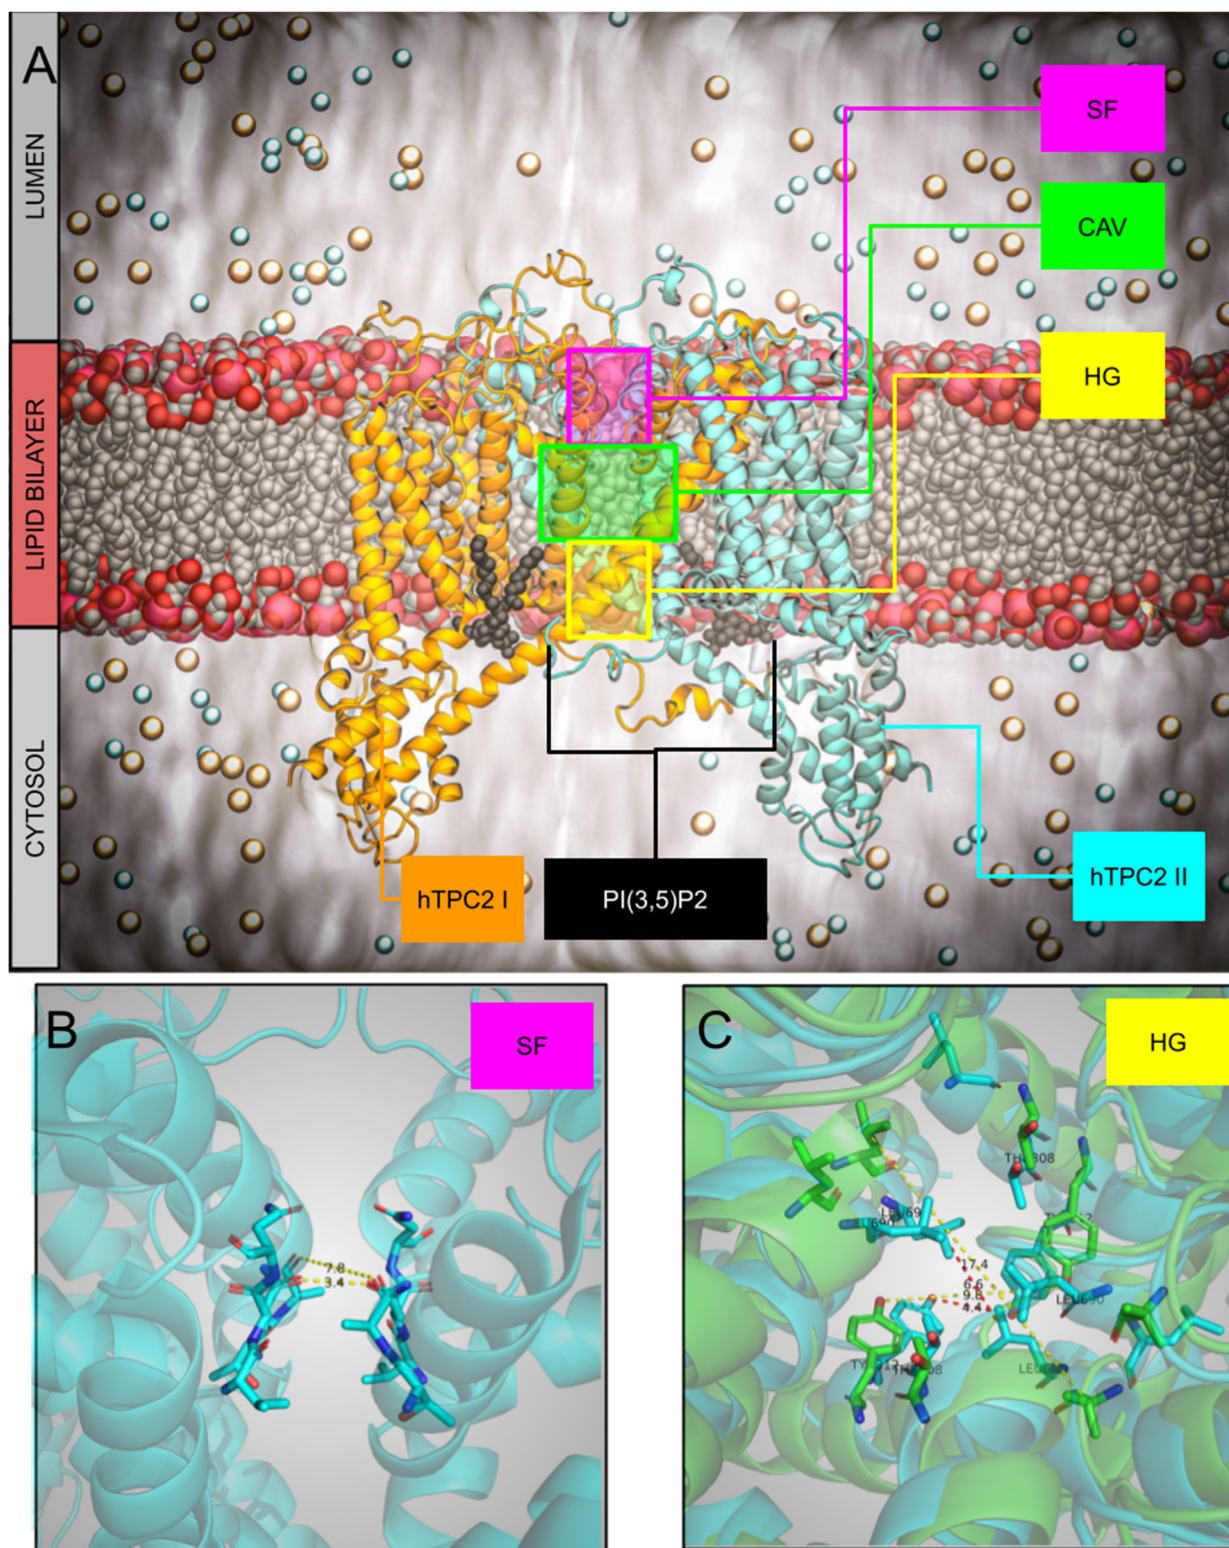 A
LUMEN
LIPID BILAYER
CYTOSOL
SF
CAV
HG
hTPC2 I
PI(3,5)P2
hTPC2 II
B
SF
7.8
3.4
C
HG
LEU690
17.4
6.6
9.8
4.4
LEU690